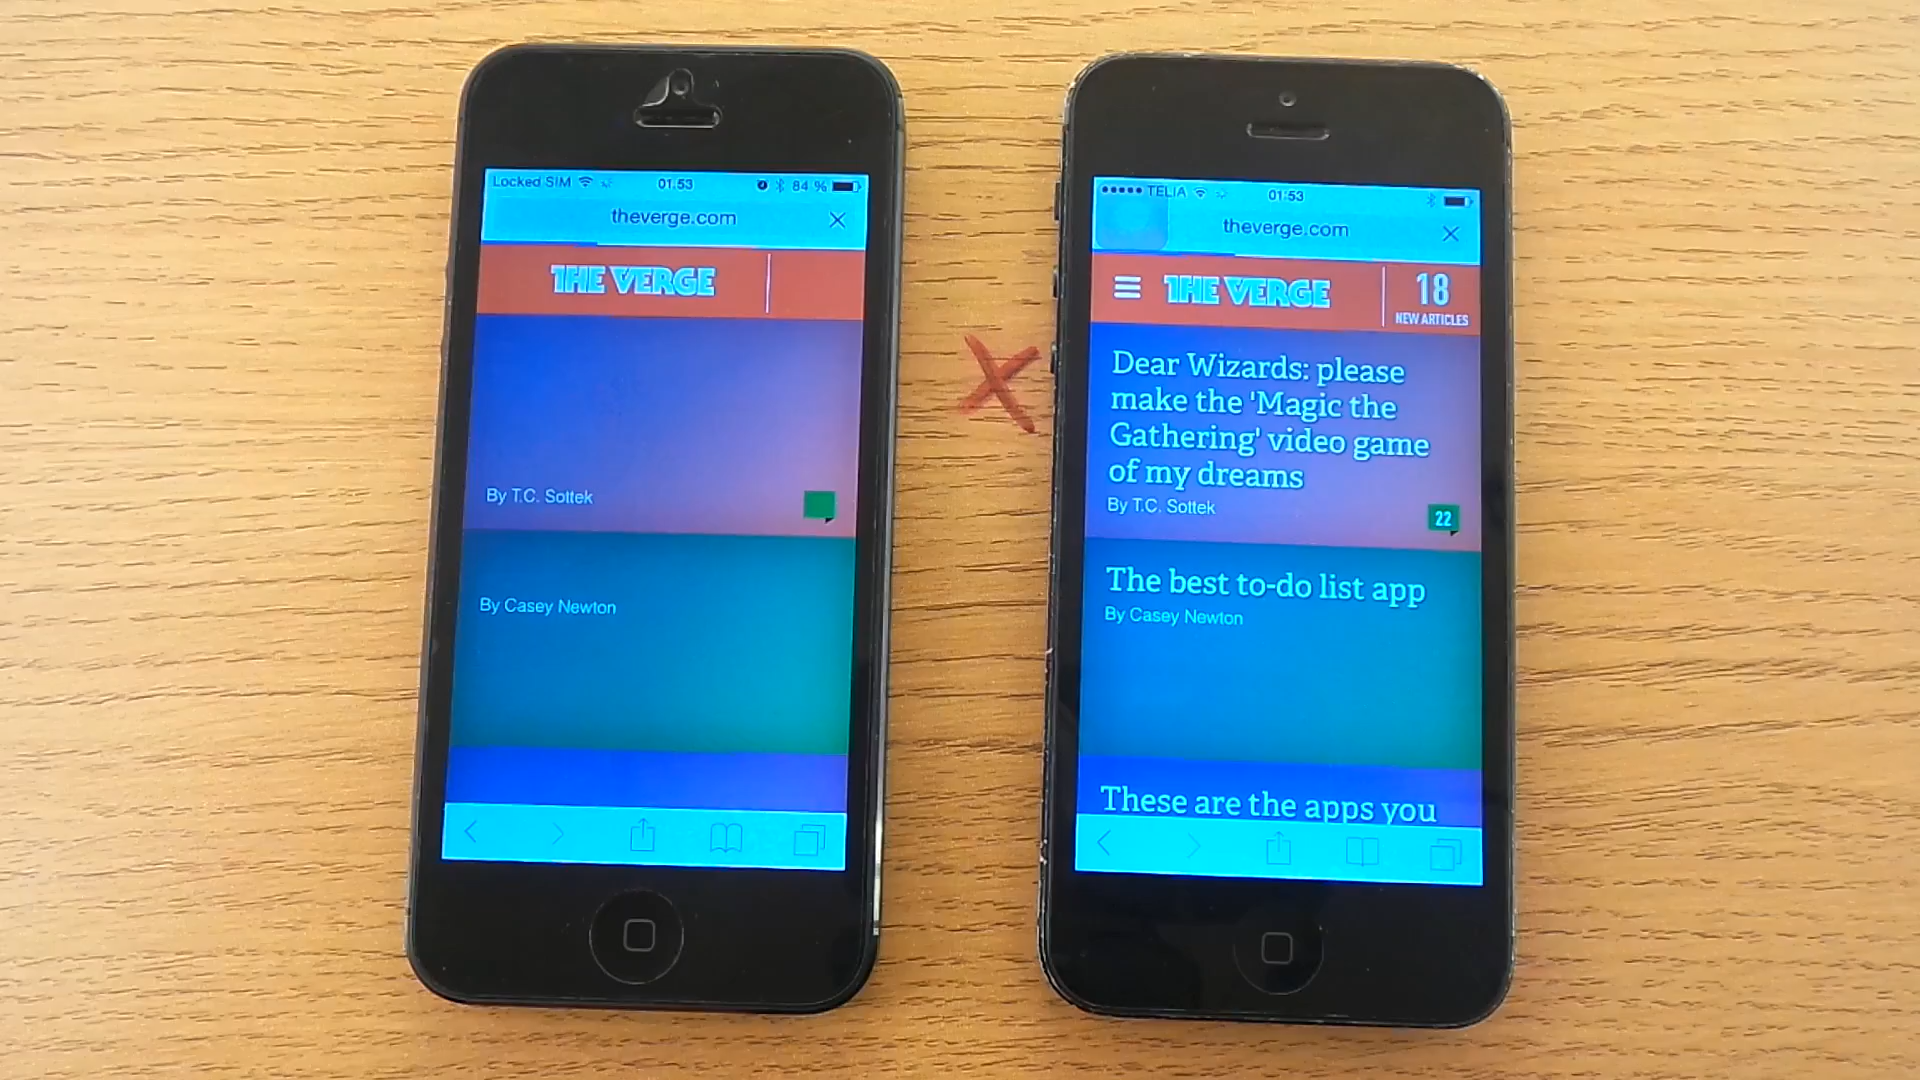 Locked SIM 01.53 84 %
theverge.com
THE VERGE
By T.C. Sottek
By Casey Newton
TELIA 01:53
theverge.com
THE VERGE
18
NEW ARTICLES
Dear Wizards: please
make the 'Magic the
Gathering' video game
of my dreams
By T.C. Sottek
22
The best to-do list app
By Casey Newton
These are the apps you